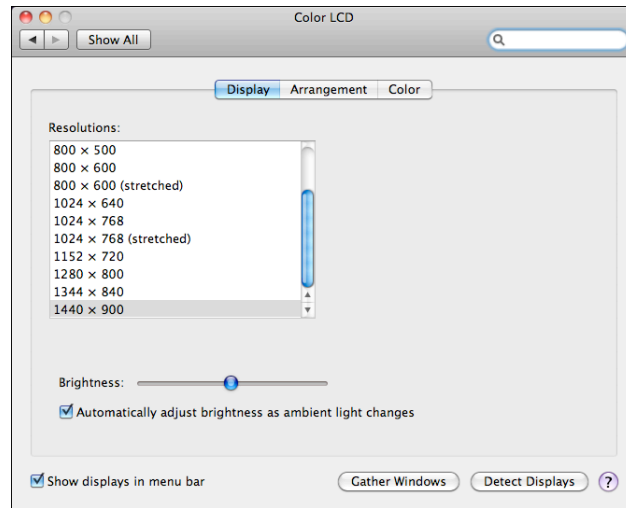 Color LCD
Show All
Display Arrangement Color
Resolutions:
800 × 500
800 × 600
800 × 600 (stretched)
1024 × 640
1024 × 768
1024 × 768 (stretched)
1152 × 720
1280 × 800
1344 × 840
1440 × 900
Brightness:
Automatically adjust brightness as ambient light changes
Show displays in menu bar Gather Windows Detect Displays ?